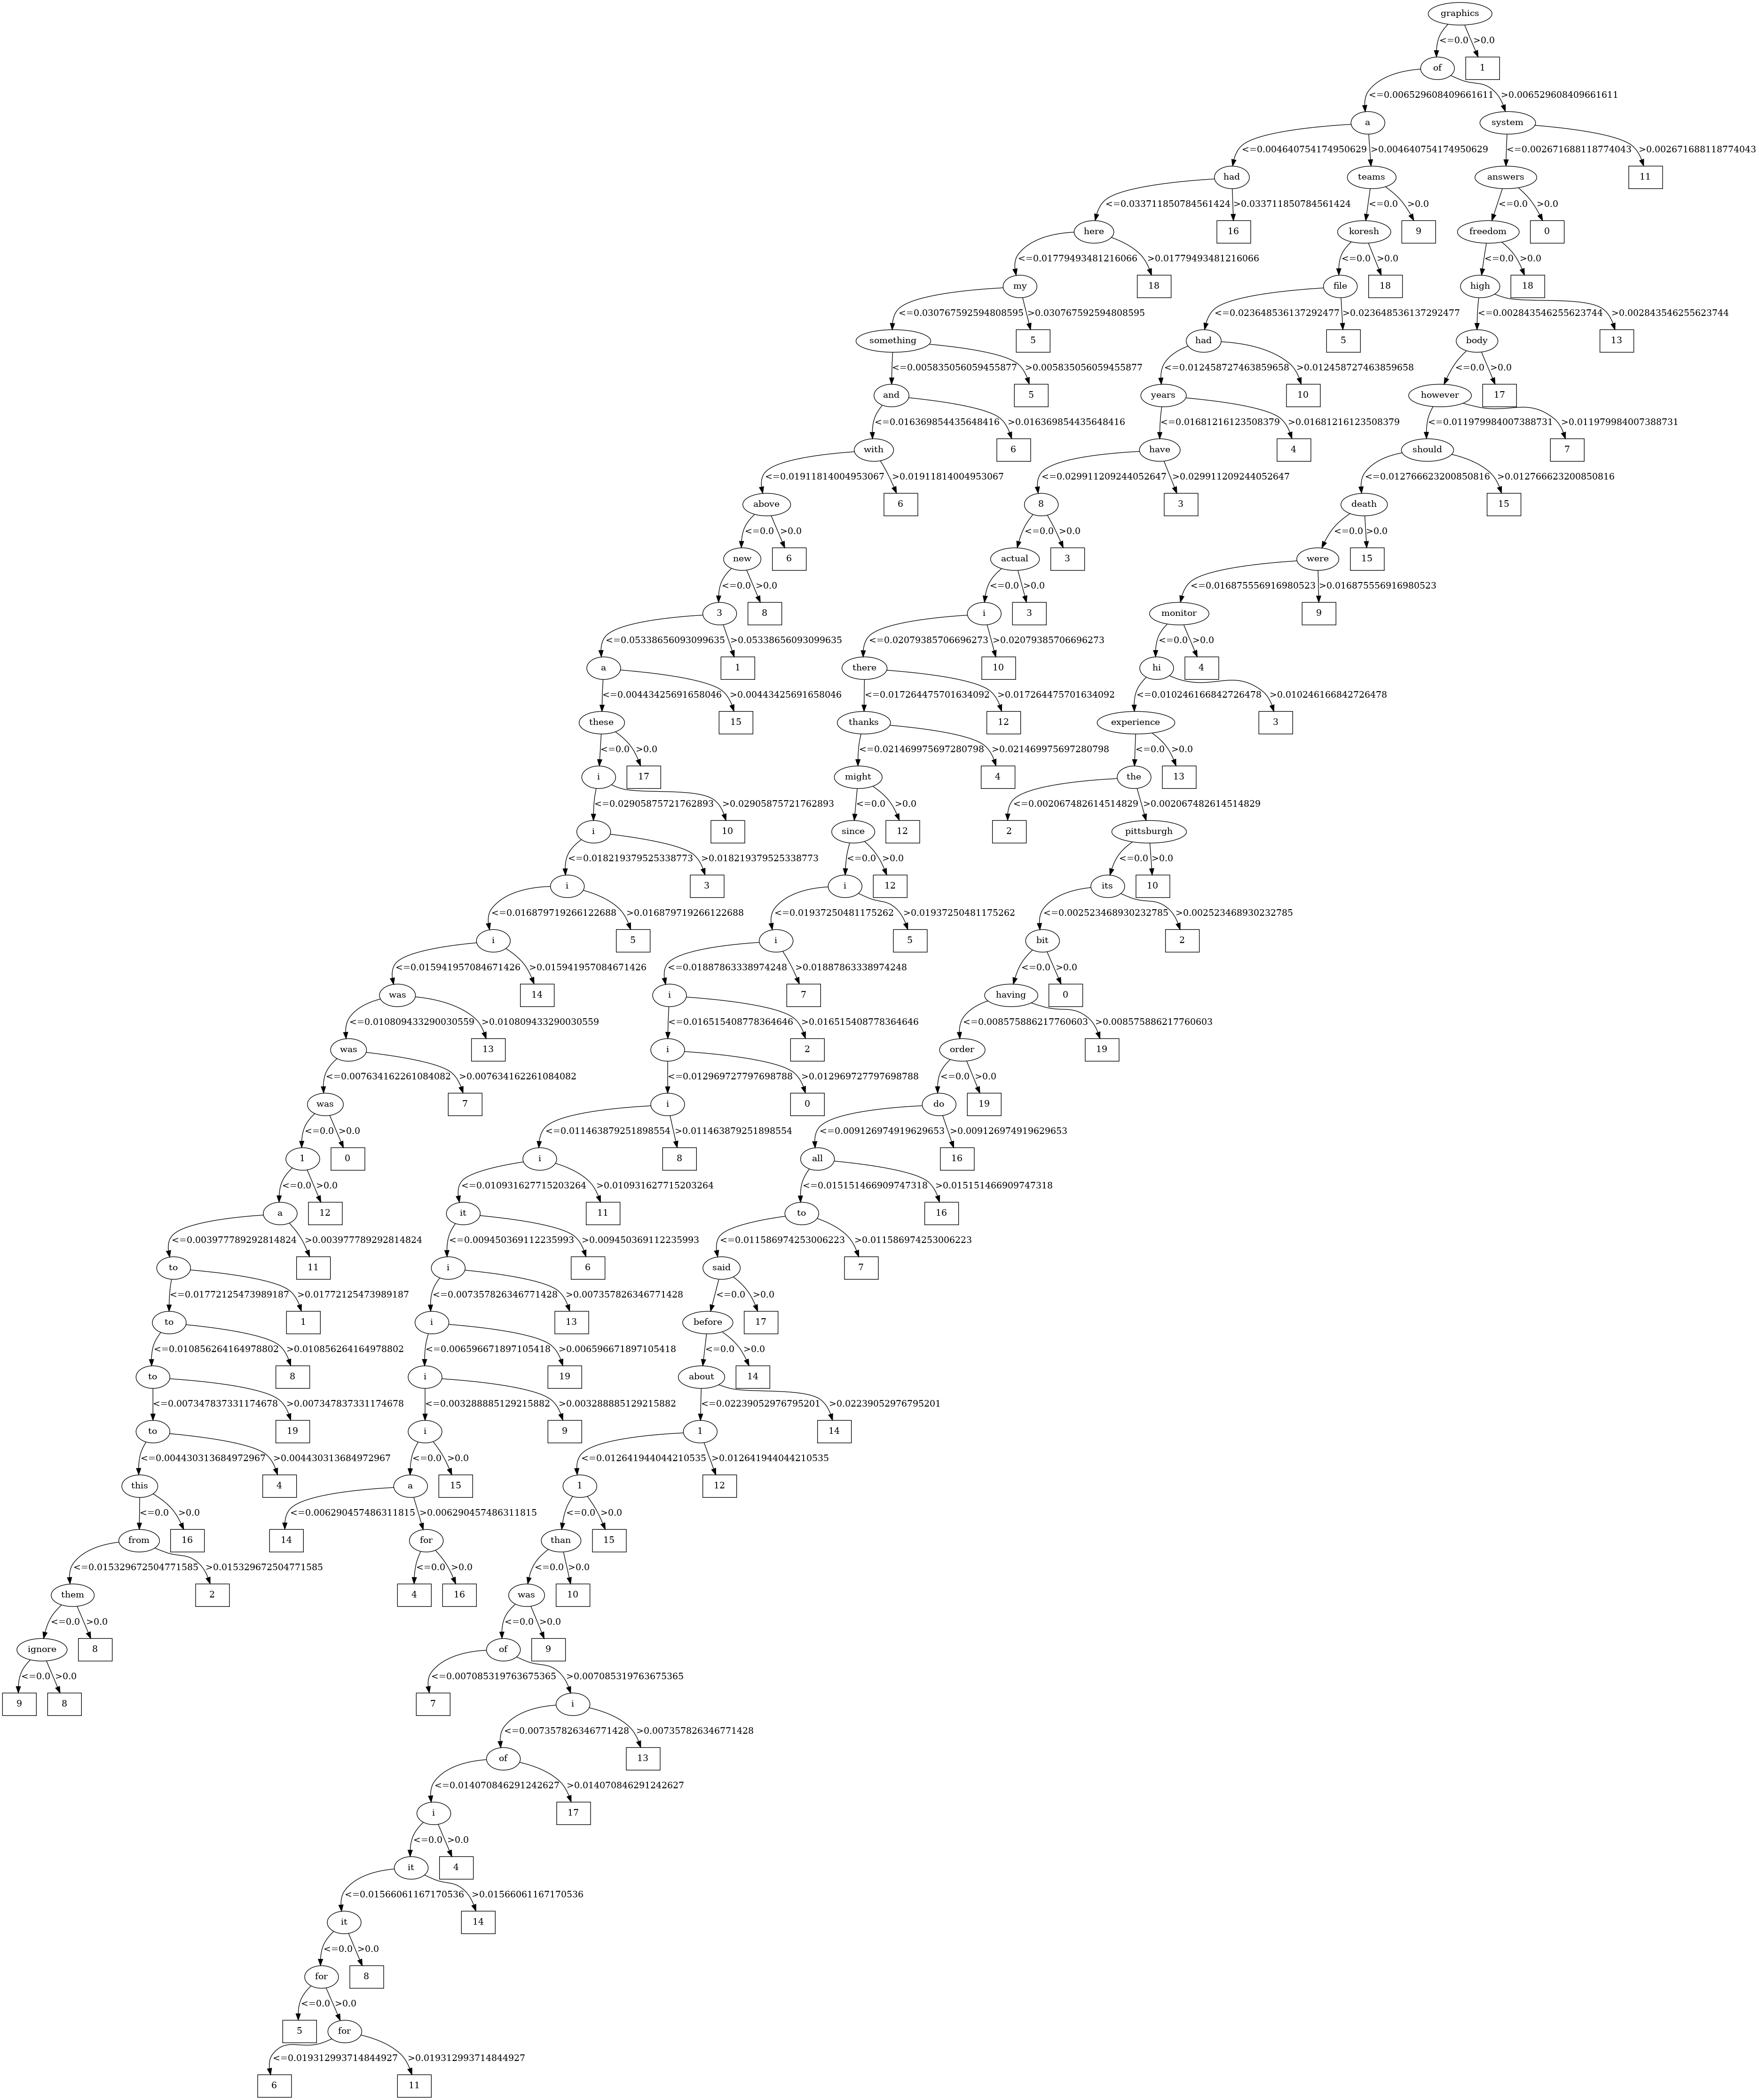 graphics
<=0.0 >0.0
of 1
<=0.006529608409661611 >0.006529608409661611
a system
<=0.004640754174950629 >0.004640754174950629 <=0.002671688118774043 >0.002671688118774043
had teams answers 11
<=0.033711850784561424 >0.033711850784561424 <=0.0 >0.0 <=0.0 >0.0
here 16 koresh 9 freedom 0
<=0.01779493481216066 >0.01779493481216066 <=0.0 >0.0 <=0.0 >0.0
my 18 file 18 high 18
<=0.030767592594808595 >0.030767592594808595 <=0.023648536137292477 >0.023648536137292477 <=0.002843546255623744 >0.002843546255623744
something 5 had 5 body 13
<=0.005835056059455877 >0.005835056059455877 <=0.012458727463859658 >0.012458727463859658 <=0.0 >0.0
and 5 years 10 however 17
<=0.016369854435648416 >0.016369854435648416 <=0.01681216123508379 >0.01681216123508379 <=0.011979984007388731 >0.011979984007388731
with 6 have 4 should 7
<=0.01911814004953067 >0.01911814004953067 <=0.029911209244052647 >0.029911209244052647 <=0.012766623200850816 >0.012766623200850816
above 6 8 3 death 15
<=0.0 >0.0 <=0.0 >0.0 <=0.0 >0.0
new 6 actual 3 were 15
<=0.0 >0.0 <=0.0 >0.0 <=0.016875556916980523 >0.016875556916980523
3 8 i 3 monitor 9
<=0.05338656093099635 >0.05338656093099635 <=0.02079385706696273 >0.02079385706696273 <=0.0 >0.0
a 1 there 10 hi 4
<=0.00443425691658046 >0.00443425691658046 <=0.017264475701634092 >0.017264475701634092 <=0.010246166842726478 >0.010246166842726478
these 15 thanks 12 experience 3
<=0.0 >0.0 <=0.021469975697280798 >0.021469975697280798 <=0.0 >0.0
i 17 might 4 the 13
<=0.02905875721762893 >0.02905875721762893 <=0.0 >0.0 <=0.002067482614514829 >0.002067482614514829
i 10 since 12 2 pittsburgh
<=0.018219379525338773 >0.018219379525338773 <=0.0 >0.0 <=0.0 >0.0
i 3 i 12 its 10
<=0.016879719266122688 >0.016879719266122688 <=0.01937250481175262 >0.01937250481175262 <=0.002523468930232785 >0.002523468930232785
i 5 i 5 bit 2
<=0.015941957084671426 >0.015941957084671426 <=0.01887863338974248 >0.01887863338974248 <=0.0 >0.0
was 14 i 7 having 0
<=0.010809433290030559 >0.010809433290030559 <=0.016515408778364646 >0.016515408778364646 <=0.008575886217760603 >0.008575886217760603
was 13 i 2 order 19
<=0.007634162261084082 >0.007634162261084082 <=0.012969727797698788 >0.012969727797698788 <=0.0 >0.0
was 7 i 0 do 19
<=0.0 >0.0 <=0.011463879251898554 >0.011463879251898554 <=0.009126974919629653 >0.009126974919629653
1 0 i 8 all 16
<=0.0 >0.0 <=0.010931627715203264 >0.010931627715203264 <=0.015151466909747318 >0.015151466909747318
a 12 it 11 to 16
<=0.003977789292814824 >0.003977789292814824 <=0.009450369112235993 >0.009450369112235993 <=0.011586974253006223 >0.011586974253006223
to 11 i 6 said 7
<=0.01772125473989187 >0.01772125473989187 <=0.007357826346771428 >0.007357826346771428 <=0.0 >0.0
to 1 i 13 before 17
<=0.010856264164978802 >0.010856264164978802 <=0.006596671897105418 >0.006596671897105418 <=0.0 >0.0
to 8 i 19 about 14
<=0.007347837331174678 >0.007347837331174678 <=0.003288885129215882 >0.003288885129215882 <=0.02239052976795201 >0.02239052976795201
to 19 i 9 1 14
<=0.004430313684972967 >0.004430313684972967 <=0.0 >0.0 <=0.012641944044210535 >0.012641944044210535
this 4 a 15 1 12
<=0.0 >0.0 <=0.006290457486311815 >0.006290457486311815 <=0.0 >0.0
from 16 14 for than 15
<=0.015329672504771585 >0.015329672504771585 <=0.0 >0.0 <=0.0 >0.0
them 2 4 16 was 10
<=0.0 >0.0 <=0.0 >0.0
ignore 8 of 9
<=0.0 >0.0 <=0.007085319763675365 >0.007085319763675365
9 8 7 i
<=0.007357826346771428 >0.007357826346771428
of 13
<=0.014070846291242627 >0.014070846291242627
i 17
<=0.0 >0.0
it 4
<=0.01566061167170536 >0.01566061167170536
it 14
<=0.0 >0.0
for 8
<=0.0 >0.0
5 for
<=0.019312993714844927 >0.019312993714844927
6 11